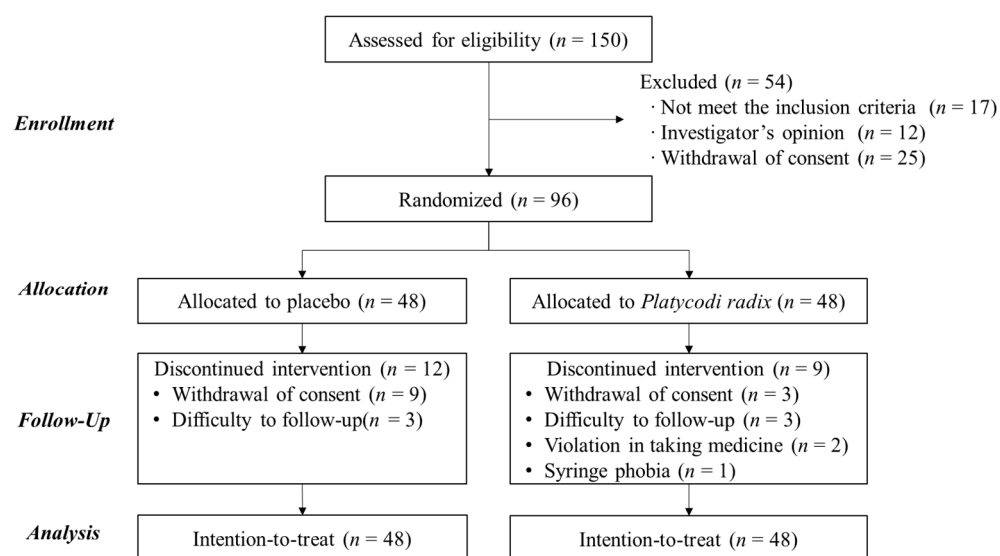 Assessed for eligibility (n = 150)
Enrollment
Excluded (n = 54)
· Not meet the inclusion criteria (n = 17)
· Investigator's opinion (n = 12)
· Withdrawal of consent (n = 25)
Randomized (n = 96)
Allocation
Allocated to placebo (n = 48)
Allocated to Platycodi radix (n = 48)
Follow-Up
Discontinued intervention (n = 12)
• Withdrawal of consent (n = 9)
• Difficulty to follow-up(n = 3)
Discontinued intervention (n = 9)
• Withdrawal of consent (n = 3)
• Difficulty to follow-up (n = 3)
• Violation in taking medicine (n = 2)
• Syringe phobia (n = 1)
Analysis
Intention-to-treat (n = 48)
Intention-to-treat (n = 48)